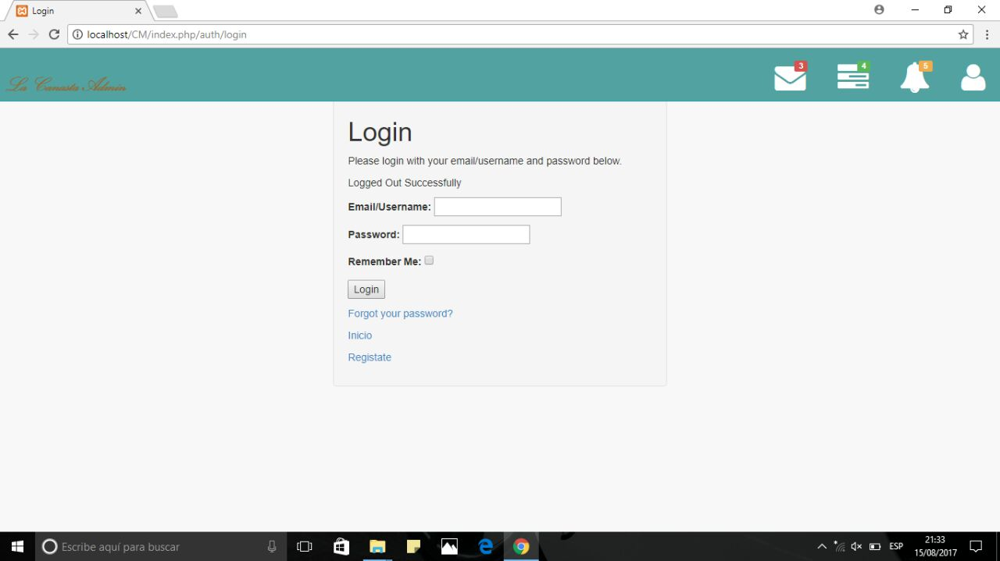 Login
localhost/CM/index.php/auth/login
La Canasta Admin
3
4
5
Login
Please login with your email/username and password below.
Logged Out Successfully
Email/Username:
Password:
Remember Me:
Login
Forgot your password?
Inicio
Registate
Escribe aquí para buscar
ESP
21:33
15/08/2017